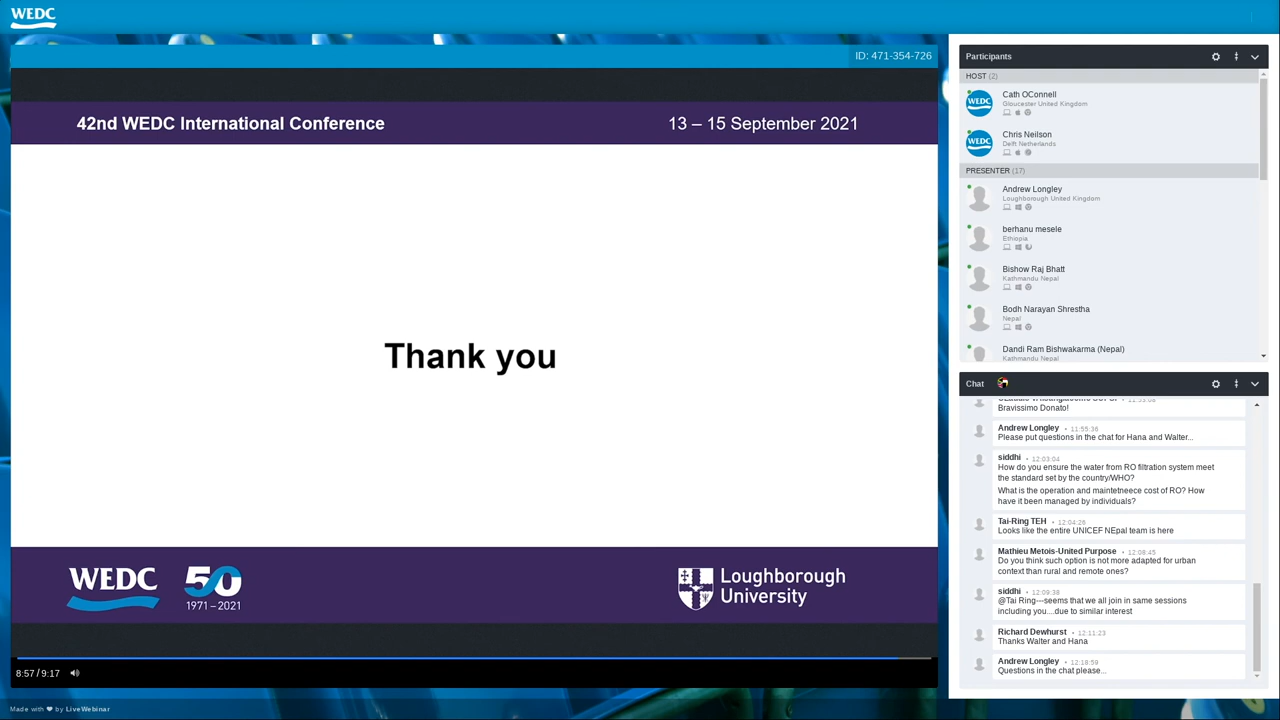 WEDC
ID: 471-354-726
42nd WEDC International Conference
13 – 15 September 2021
Thank you
WEDC
50
1971 – 2021
Loughborough
University
8:57 / 9:17
Made with ❤ by LiveWebinar
Participants
HOST (2)
WEDC
Cath OConnell
Gloucester United Kingdom
WEDC
Chris Neilson
Delft Netherlands
PRESENTER (17)
Andrew Longley
Loughborough United Kingdom
berhanu mesele
Ethiopia
Bishow Raj Bhatt
Kathmandu Nepal
Bodh Narayan Shrestha
Nepal
Dandi Ram Bishwakarma (Nepal)
Kathmandu Nepal
Chat
Bravissimo Donato!
Andrew Longley • 11:55:36
Please put questions in the chat for Hana and Walter...
siddhi • 12:03:04
How do you ensure the water from RO filtration system meet
the standard set by the country/WHO?
What is the operation and maintetneece cost of RO? How
have it been managed by individuals?
Tai-Ring TEH • 12:04:26
Looks like the entire UNICEF NEpal team is here
Mathieu Metois-United Purpose • 12:08:45
Do you think such option is not more adapted for urban
context than rural and remote ones?
siddhi • 12:09:38
@Tai Ring---seems that we all join in same sessions
including you....due to similar interest
Richard Dewhurst • 12:11:23
Thanks Walter and Hana
Andrew Longley • 12:18:59
Questions in the chat please...